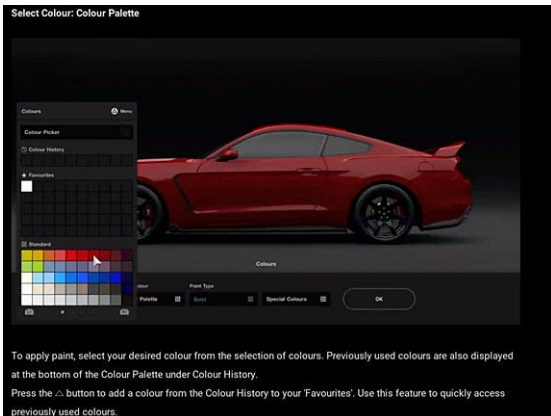 Select Colour: Colour Palette
Colours
Menu
Colour Picker
Colour History
Favourites
Standard
Colours
Palette
Paint Type
Solid
Special Colours
OK
To apply paint, select your desired colour from the selection of colours. Previously used colours are also displayed
at the bottom of the Colour Palette under Colour History.
Press the △ button to add a colour from the Colour History to your 'Favourites'. Use this feature to quickly access
previously used colours.